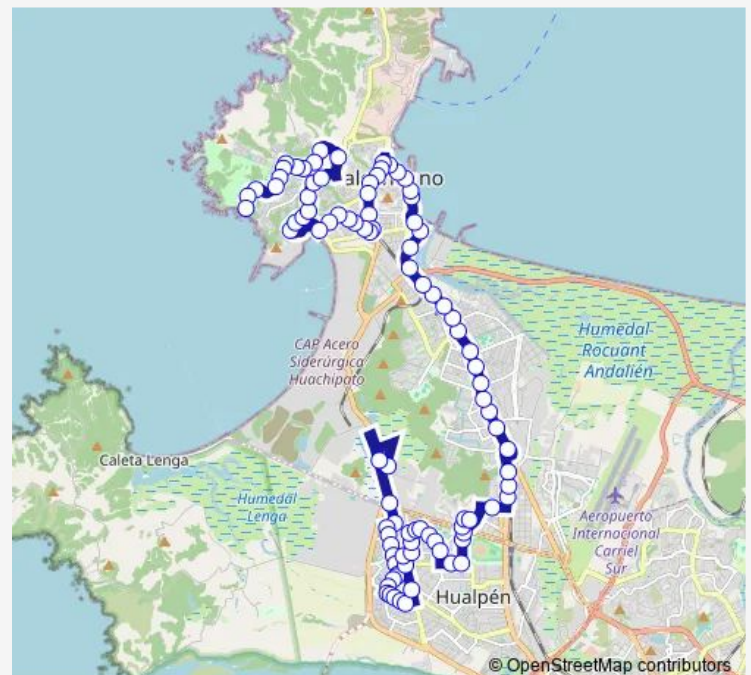 CAP Acero
Siderúrgica
Huachipato
Humedal
Rocuant
Andalién
Caleta Lenga
Humedal
Lenga
Aeropuerto
Internacional
Carriel
Sur
Hualpén
© OpenStreetMap contributors